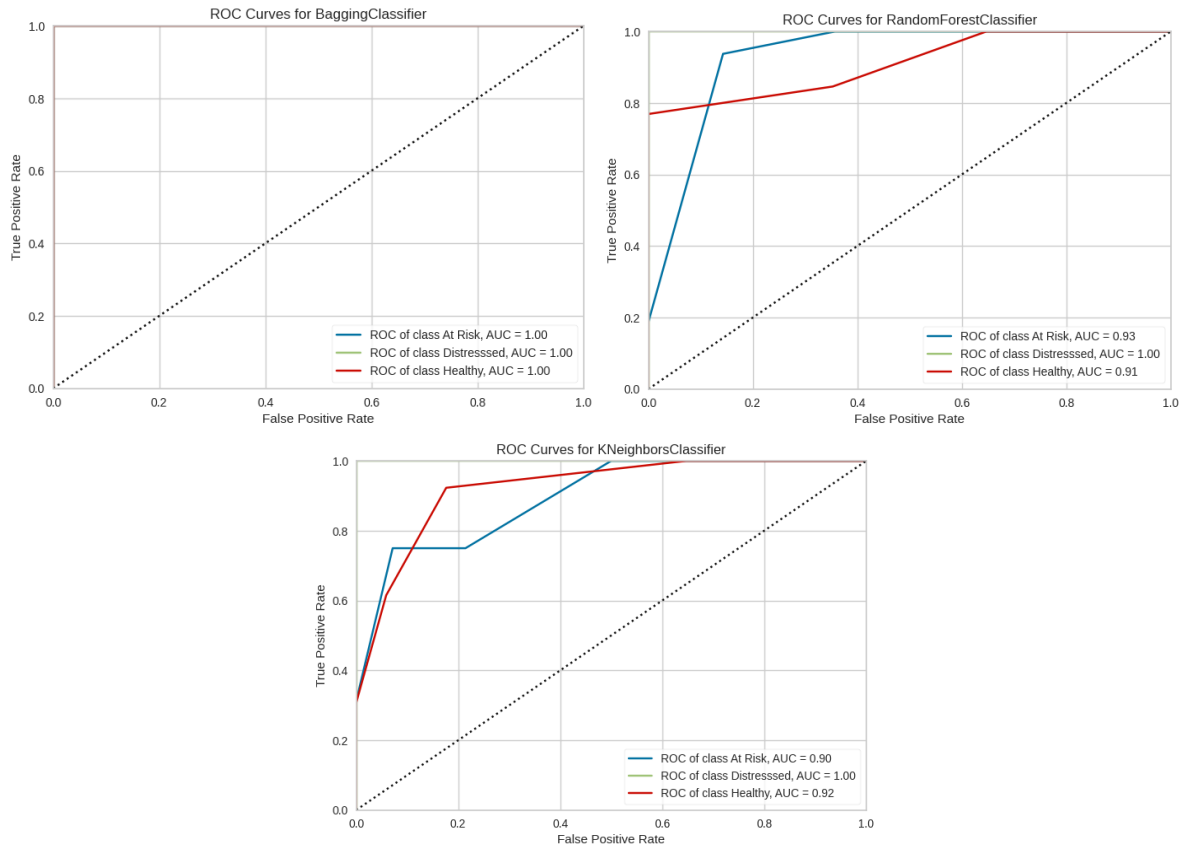 ROC Curves for BaggingClassifier
True Positive Rate
1.0
0.8
0.6
0.4
0.2
0.0
ROC of class At Risk, AUC = 1.00
ROC of class Distresssed, AUC = 1.00
ROC of class Healthy, AUC = 1.00
0.0 0.2 0.4 0.6 0.8 1.0
False Positive Rate
ROC Curves for RandomForestClassifier
True Positive Rate
1.0
0.8
0.6
0.4
0.2
0.0
ROC of class At Risk, AUC = 0.93
ROC of class Distresssed, AUC = 1.00
ROC of class Healthy, AUC = 0.91
0.0 0.2 0.4 0.6 0.8 1.0
False Positive Rate
ROC Curves for KNeighborsClassifier
True Positive Rate
1.0
0.8
0.6
0.4
0.2
0.0
ROC of class At Risk, AUC = 0.90
ROC of class Distresssed, AUC = 1.00
ROC of class Healthy, AUC = 0.92
0.0 0.2 0.4 0.6 0.8 1.0
False Positive Rate